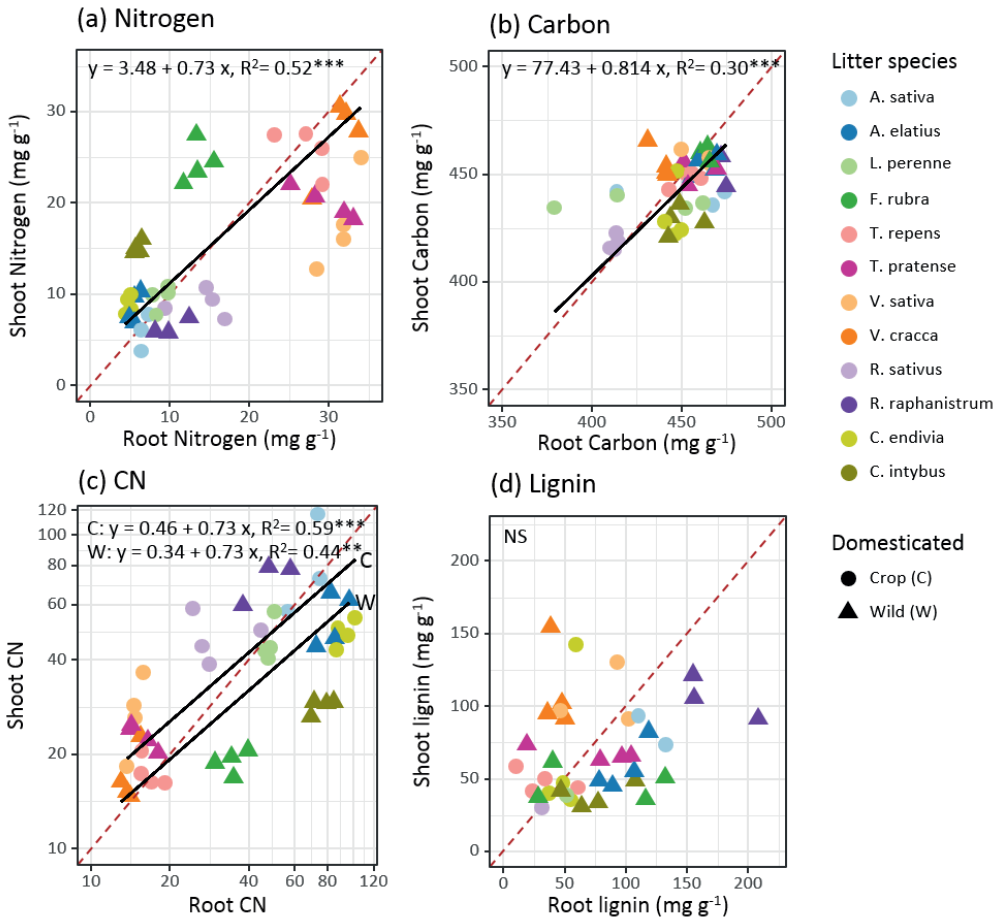 (a) Nitrogen
y = 3.48 + 0.73 x, R²= 0.52***
30
20
10
0
0 10 20 30
Shoot Nitrogen (mg g⁻¹)
Root Nitrogen (mg g⁻¹)
(b) Carbon
y = 77.43 + 0.814 x, R²= 0.30***
500
450
400
350
350 400 450 500
Shoot Carbon (mg g⁻¹)
Root Carbon (mg g⁻¹)
Litter species
A. sativa
A. elatius
L. perenne
F. rubra
T. repens
T. pratense
V. sativa
V. cracca
R. sativus
R. raphanistrum
C. endivia
C. intybus
(c) CN
C: y = 0.46 + 0.73 x, R²= 0.59***
W: y = 0.34 + 0.73 x, R²= 0.44**
C
W
120
100
80
60
40
20
10
10 20 40 60 80 120
Shoot CN
Root CN
(d) Lignin
NS
200
150
100
50
0
0 50 100 150 200
Shoot lignin (mg g⁻¹)
Root lignin (mg g⁻¹)
Domesticated
Crop (C)
Wild (W)